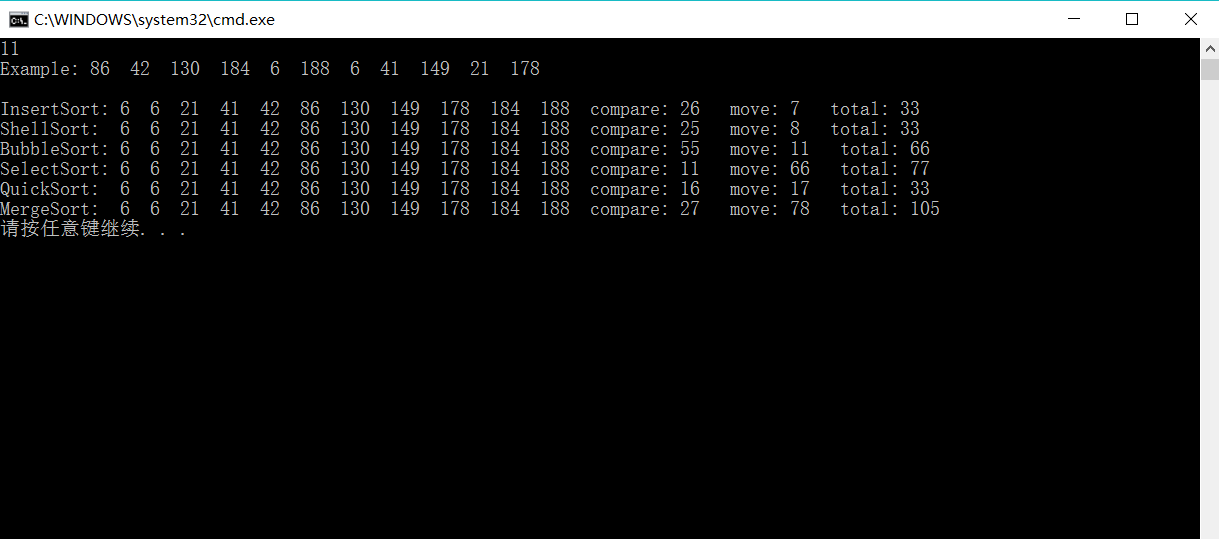 C:\WINDOWS\system32\cmd.exe
11
Example: 86  42  130  184  6  188  6  41  149  21  178
InsertSort: 6  6  21  41  42  86  130  149  178  184  188  compare: 26   move: 7   total: 33
ShellSort:  6  6  21  41  42  86  130  149  178  184  188  compare: 25   move: 8   total: 33
BubbleSort: 6  6  21  41  42  86  130  149  178  184  188  compare: 55   move: 11   total: 66
SelectSort: 6  6  21  41  42  86  130  149  178  184  188  compare: 11   move: 66   total: 77
QuickSort:  6  6  21  41  42  86  130  149  178  184  188  compare: 16   move: 17   total: 33
MergeSort:  6  6  21  41  42  86  130  149  178  184  188  compare: 27   move: 78   total: 105
请按任意键继续. . .